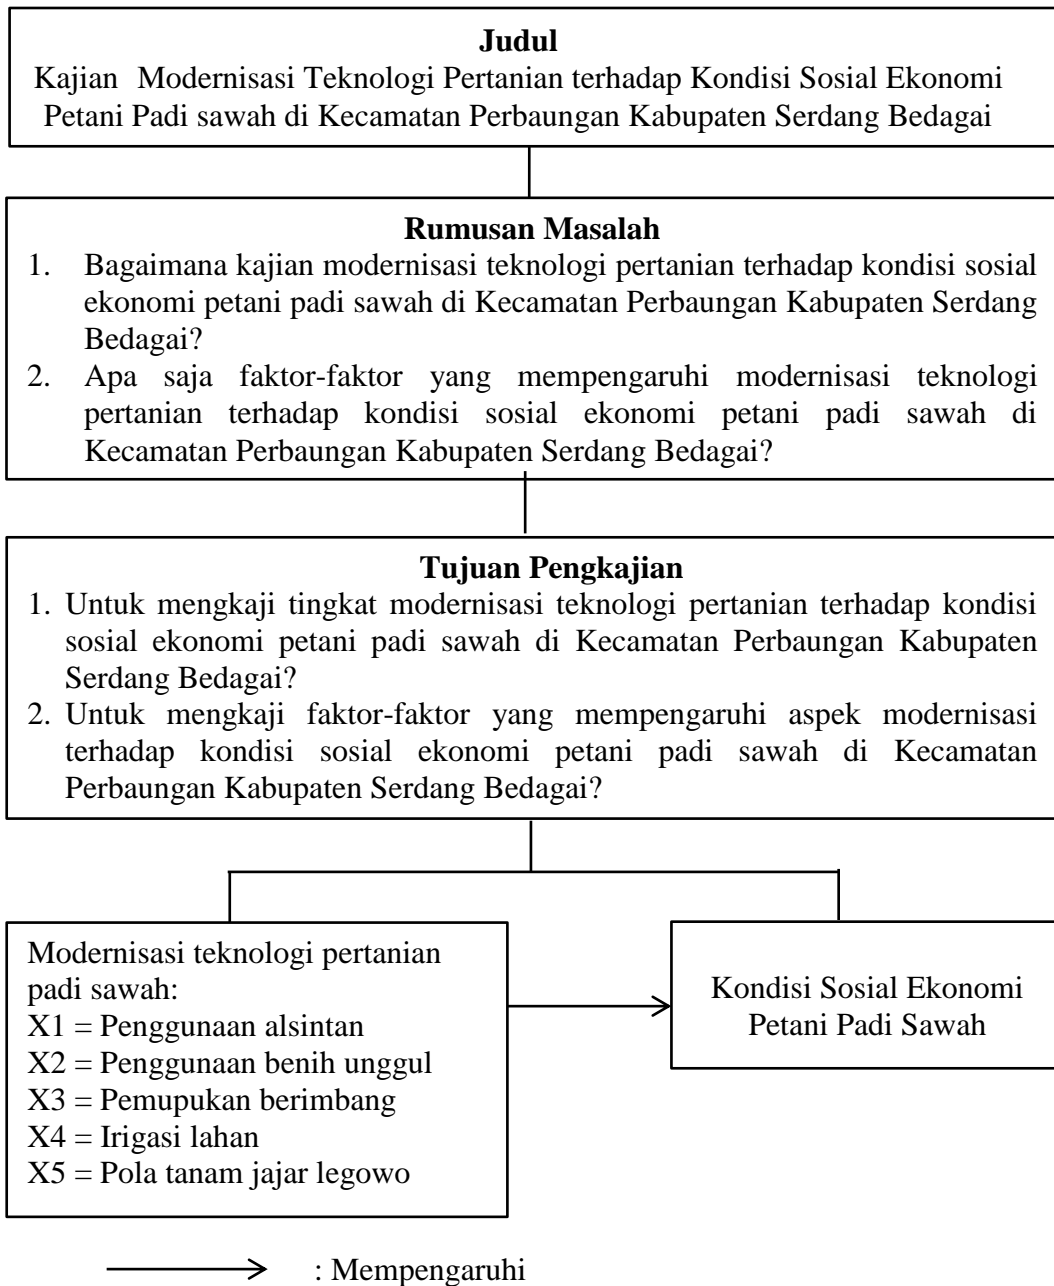 Judul
Kajian Modernisasi Teknologi Pertanian terhadap Kondisi Sosial Ekonomi
Petani Padi sawah di Kecamatan Perbaungan Kabupaten Serdang Bedagai
Rumusan Masalah
1. Bagaimana kajian modernisasi teknologi pertanian terhadap kondisi sosial
ekonomi petani padi sawah di Kecamatan Perbaungan Kabupaten Serdang
Bedagai?
2. Apa saja faktor-faktor yang mempengaruhi modernisasi teknologi
pertanian terhadap kondisi sosial ekonomi petani padi sawah di
Kecamatan Perbaungan Kabupaten Serdang Bedagai?
Tujuan Pengkajian
1. Untuk mengkaji tingkat modernisasi teknologi pertanian terhadap kondisi
sosial ekonomi petani padi sawah di Kecamatan Perbaungan Kabupaten
Serdang Bedagai?
2. Untuk mengkaji faktor-faktor yang mempengaruhi aspek modernisasi
terhadap kondisi sosial ekonomi petani padi sawah di Kecamatan
Perbaungan Kabupaten Serdang Bedagai?
Modernisasi teknologi pertanian
padi sawah:
X1 = Penggunaan alsintan
X2 = Penggunaan benih unggul
X3 = Pemupukan berimbang
X4 = Irigasi lahan
X5 = Pola tanam jajar legowo
Kondisi Sosial Ekonomi
Petani Padi Sawah
: Mempengaruhi